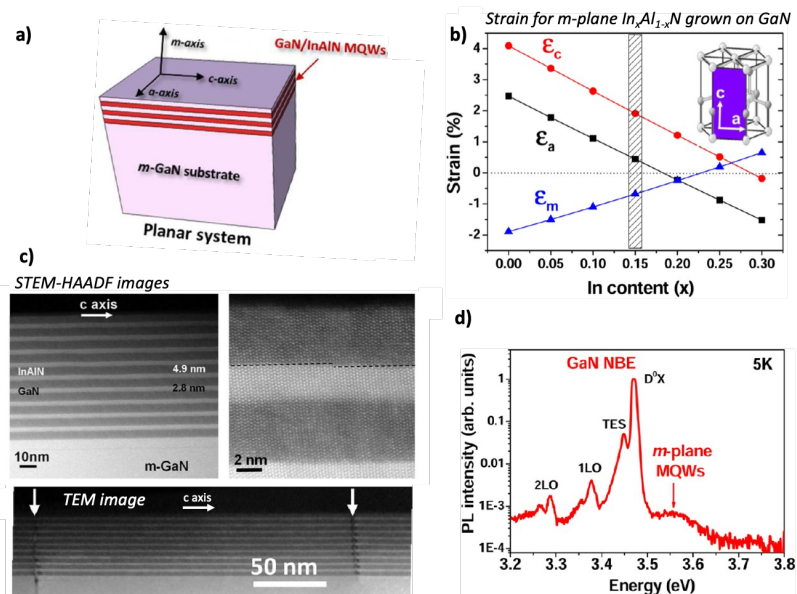 a)
m-axis
c-axis
a-axis
GaN/InAlN MQWs
m-GaN substrate
Planar system
b)
Strain for m-plane InxAl1-xN grown on GaN
Strain (%)
4
3
2
1
0
-1
-2
εc
εa
εm
c
a
0.00 0.05 0.10 0.15 0.20 0.25 0.30
In content (x)
c)
STEM-HAADF images
c axis
InAlN 4.9 nm
GaN 2.8 nm
10nm
m-GaN
2 nm
TEM image
c axis
50 nm
d)
PL intensity (arb. units)
1
0.1
0.01
1E-3
1E-4
GaN NBE
5K
D⁰X
TES
1LO
2LO
m-plane
MQWs
3.2 3.3 3.4 3.5 3.6 3.7 3.8
Energy (eV)